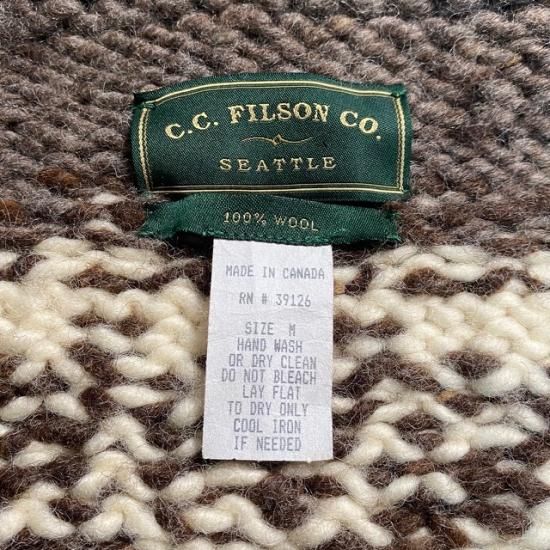 C.C. FILSON CO.
SEATTLE
100% WOOL
MADE IN CANADA
RN # 39126
SIZE M
HAND WASH
OR DRY CLEAN
DO NOT BLEACH
LAY FLAT
TO DRY ONLY
COOL IRON
IF NEEDED